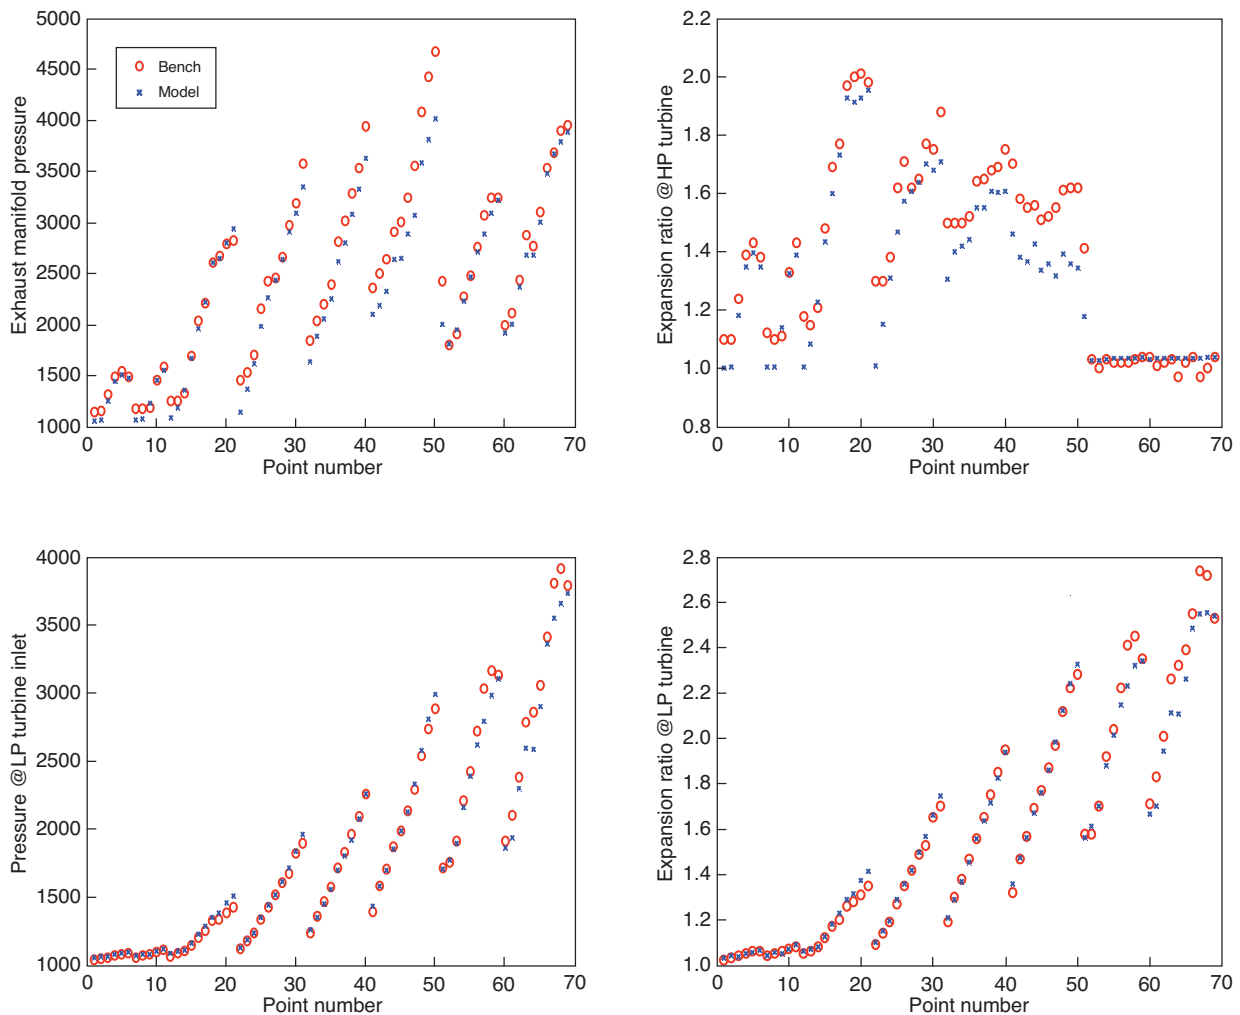 5000
4500
4000
3500
3000
2500
2000
1500
1000
0 10 20 30 40 50 60 70
Point number
Exhaust manifold pressure
Bench
Model
2.2
2.0
1.8
1.6
1.4
1.2
1.0
0.8
0 10 20 30 40 50 60 70
Point number
Expansion ratio @HP turbine
4000
3500
3000
2500
2000
1500
1000
0 10 20 30 40 50 60 70
Point number
Pressure @LP turbine inlet
2.8
2.6
2.4
2.2
2.0
1.8
1.6
1.4
1.2
1.0
0 10 20 30 40 50 60 70
Point number
Expansion ratio @LP turbine